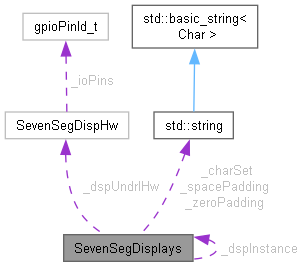 gpioPinId_t
std::basic_string<
Char >
_ioPins
SevenSegDispHw
std::string
_dspUndrlHw
_charSet
_spacePadding
_zeroPadding
SevenSegDisplays
_dspInstance